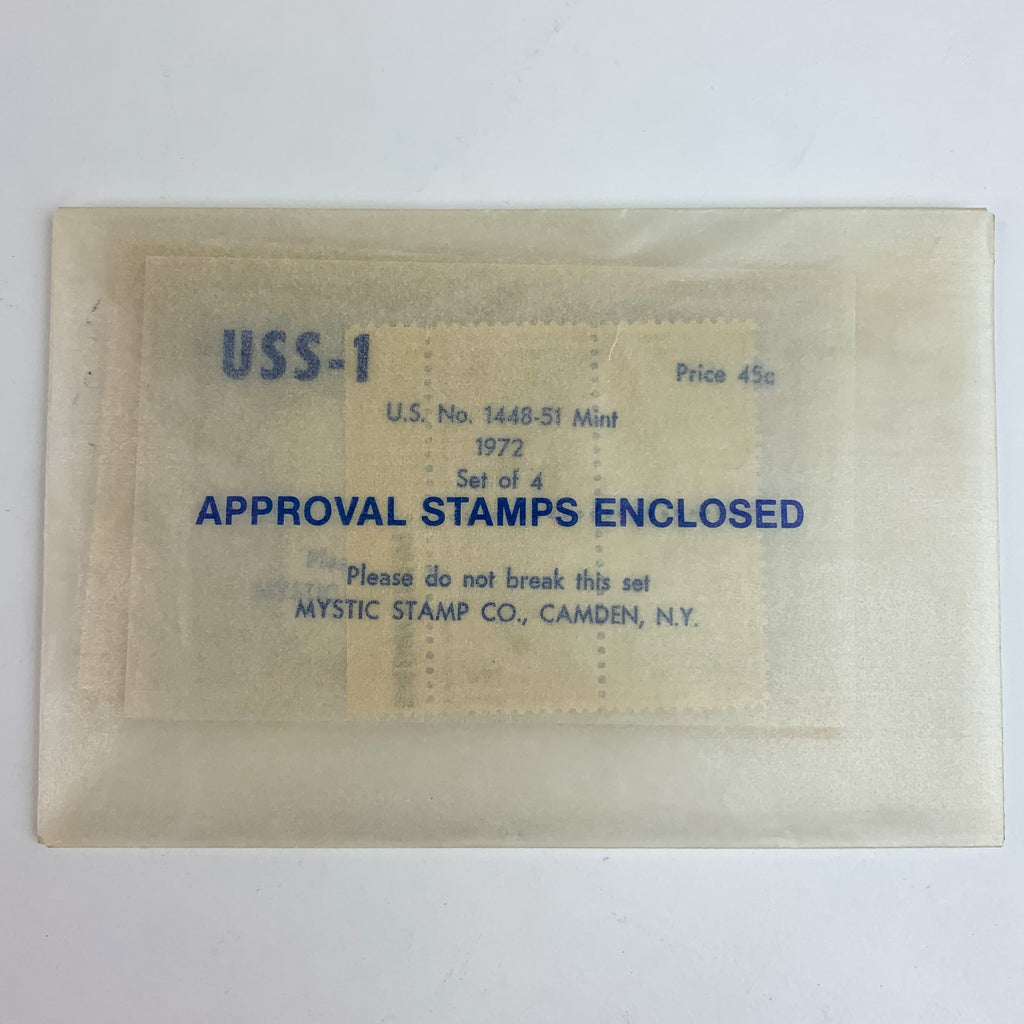 USS-1
Price 45c
U.S. No. 1448-51 Mint
1972
Set of 4
APPROVAL STAMPS ENCLOSED
Please do not break this set
MYSTIC STAMP CO., CAMDEN, N.Y.